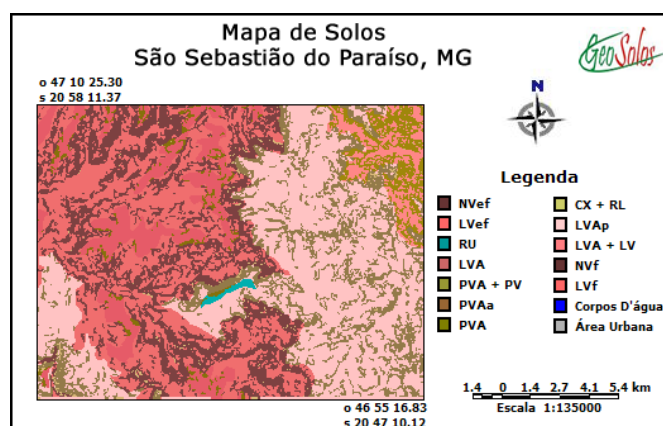 Mapa de Solos
São Sebastião do Paraíso, MG
GeoSolos
o 47 10 25.30
s 20 58 11.37
N
Legenda
NVef
LVef
RU
LVA
PVA + PV
PVAa
PVA
CX + RL
LVAp
LVA + LV
NVf
LVf
Corpos D'água
Área Urbana
1.4 0 1.4 2.7 4.1 5.4 km
Escala 1:135000
o 46 55 16.83
s 20 47 10.12